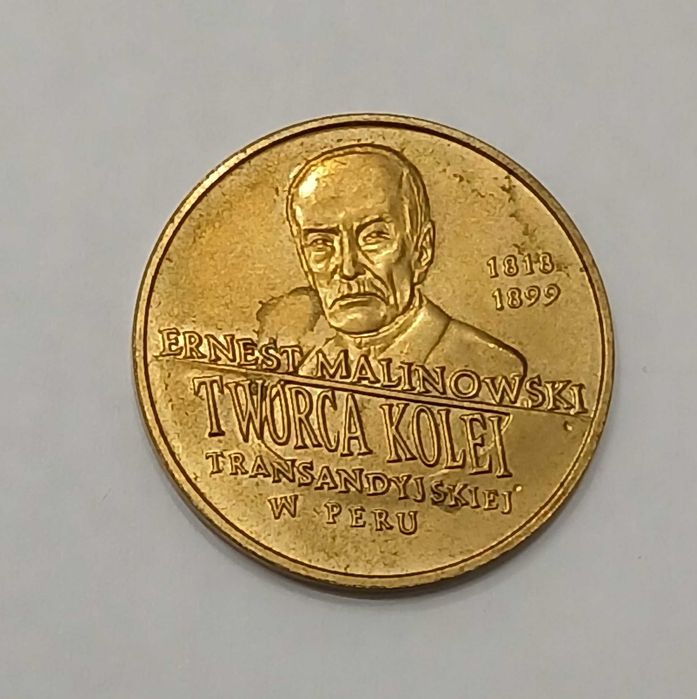 1818
1899
ERNEST MALINOWSKI
TWÓRCA KOLEI
TRANSANDYJSKIEJ
W PERU